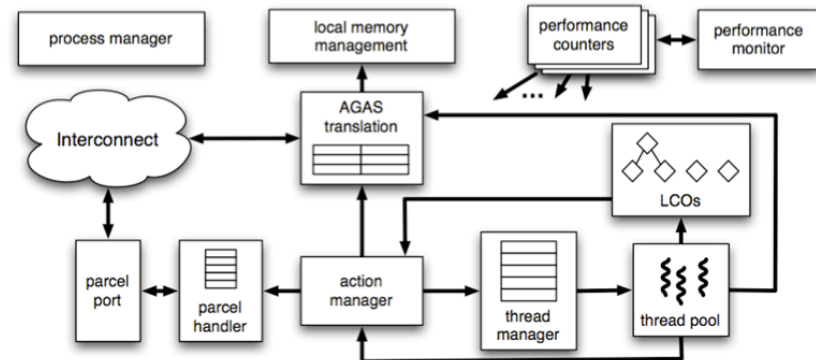 process manager
local memory
management
performance
counters
performance
monitor
...
AGAS
translation
Interconnect
LCOs
parcel
port
parcel
handler
action
manager
thread
manager
thread pool